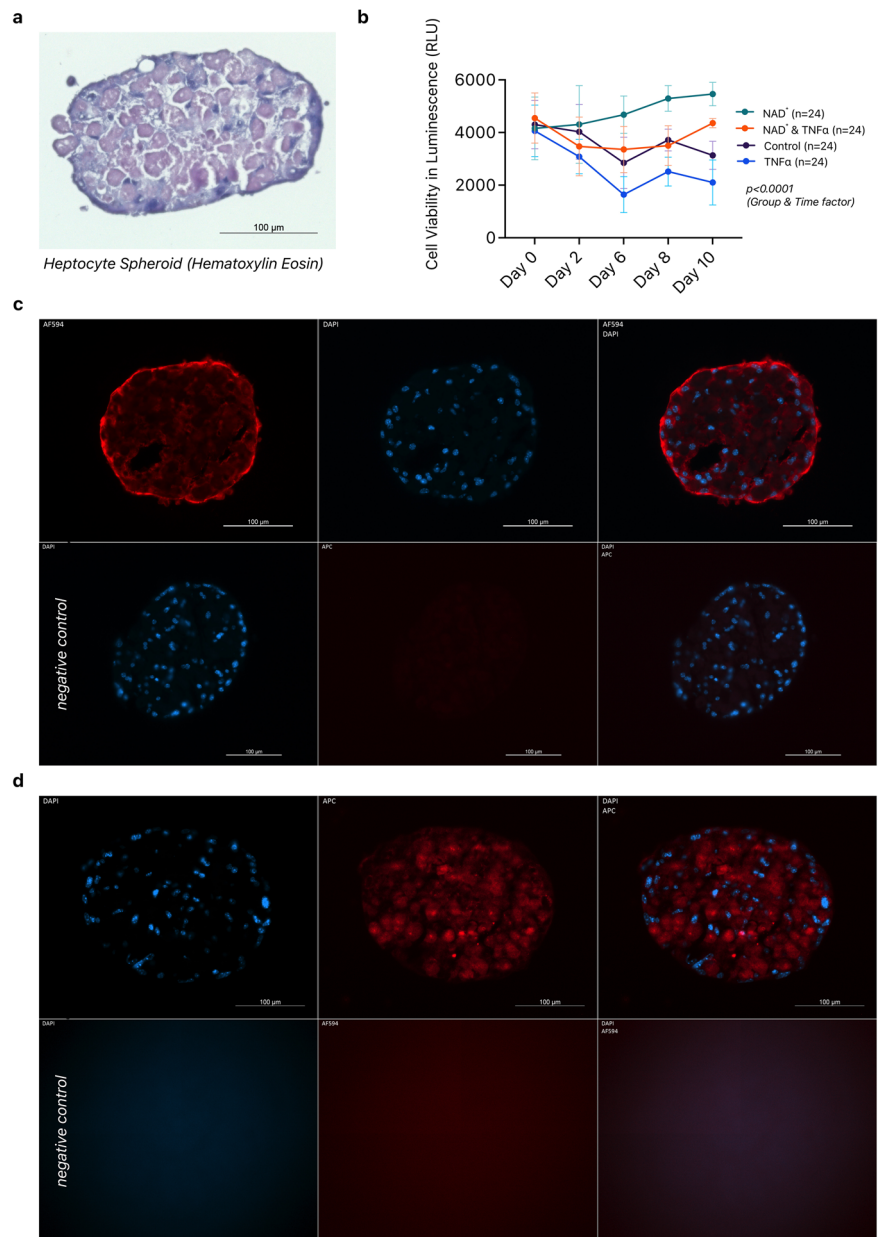 a
100 µm
Heptocyte Spheroid (Hematoxylin Eosin)
b
Cell Viability in Luminescence (RLU)
6000
4000
2000
0
Day 0
Day 2
Day 6
Day 8
Day 10
NAD⁺ (n=24)
NAD⁺ & TNFα (n=24)
Control (n=24)
TNFα (n=24)
p<0.0001
(Group & Time factor)
c
AF594
100 µm
DAPI
100 µm
AF594
DAPI
100 µm
negative control
DAPI
100 µm
APC
100 µm
DAPI
APC
100 µm
d
DAPI
100 µm
APC
100 µm
DAPI
APC
100 µm
negative control
DAPI
AF594
DAPI
AF594